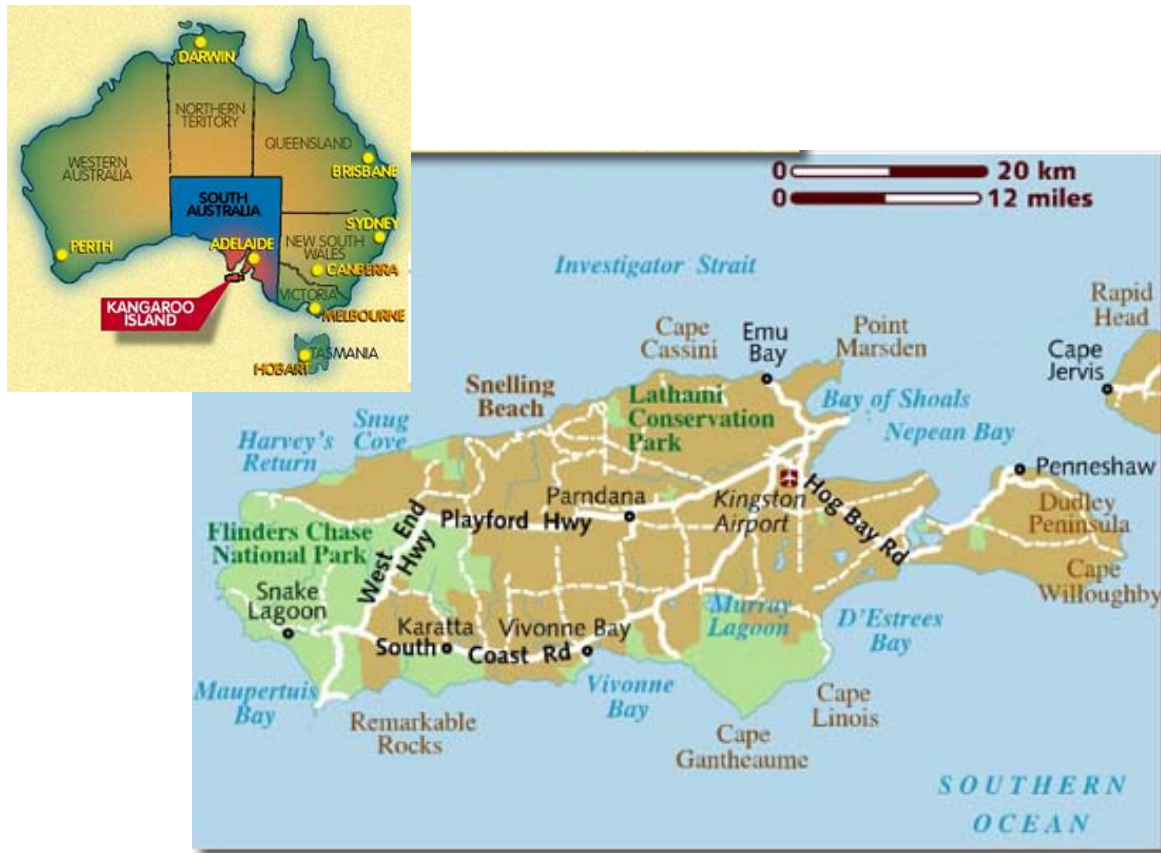 DARWIN
NORTHERN
TERITORY
QUEENSLAND
WESTERN
AUSTRALIA
BRISBANE
SOUTH
AUSTRALIA
SYDNEY
PERTH
ADELAIDE
NEW SOUTH
WALES
CANBERRA
VICTORIA
KANGAROO
ISLAND
MELBOURNE
TASMANIA
HOBART
0 20 km
0 12 miles
Investigator Strait
Rapid
Head
Cape
Cassini
Emu
Bay
Point
Marsden
Cape
Jervis
Snelling
Beach
Lathami
Conservation
Park
Bay of Shoals
Snug
Cove
Nepean Bay
Harvey's
Return
Penneshaw
Parndana
Kingston
Airport
Hog Bay Rd
Dudley
Peninsula
Playford Hwy
West End
Hwy
Flinders Chase
National Park
Cape
Willoughby
Snake
Lagoon
Murray
Lagoon
D'Estrees
Bay
Karatta
Vivonne Bay
South Coast Rd
Maupertuis
Bay
Vivonne
Bay
Cape
Linois
Remarkable
Rocks
Cape
Gantheaume
SOUTHERN
OCEAN